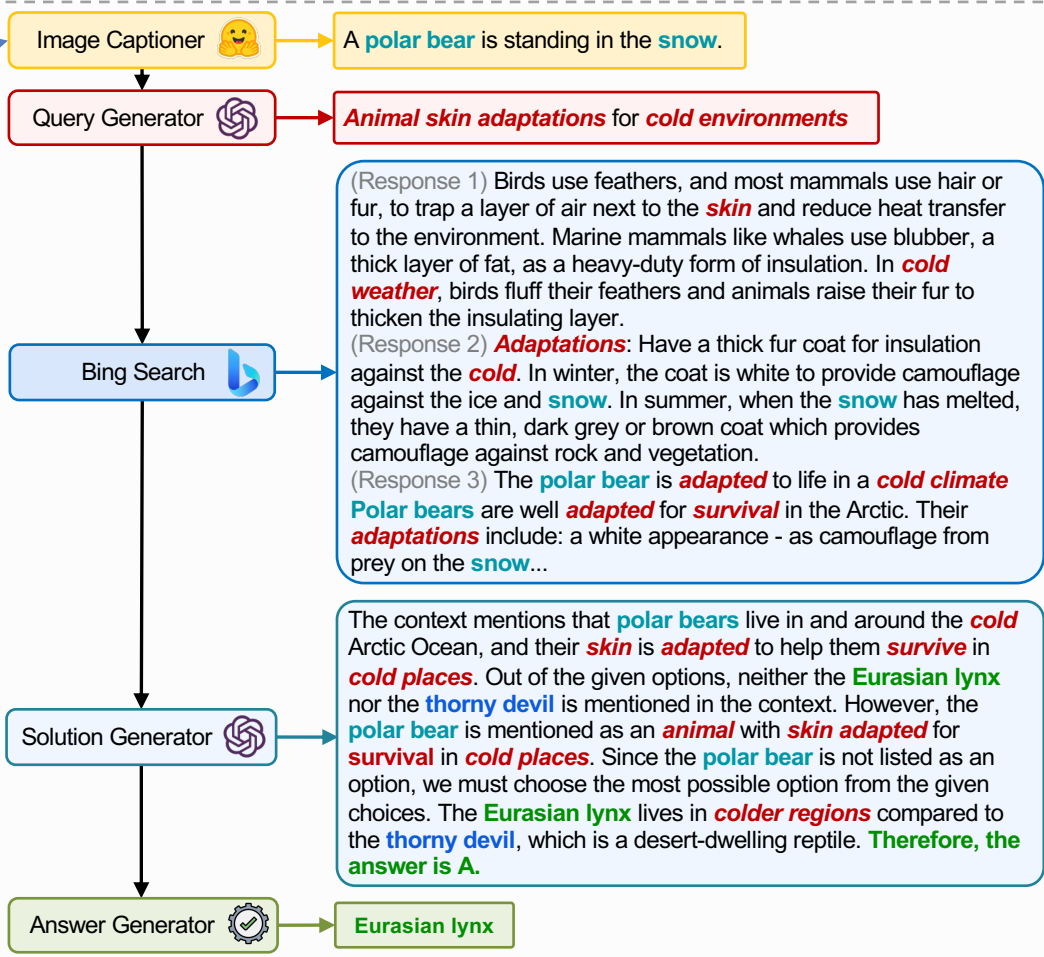 Image Captioner
A polar bear is standing in the snow.
Query Generator
Animal skin adaptations for cold environments
Bing Search
(Response 1) Birds use feathers, and most mammals use hair or
fur, to trap a layer of air next to the skin and reduce heat transfer
to the environment. Marine mammals like whales use blubber, a
thick layer of fat, as a heavy-duty form of insulation. In cold
weather, birds fluff their feathers and animals raise their fur to
thicken the insulating layer.
(Response 2) Adaptations: Have a thick fur coat for insulation
against the cold. In winter, the coat is white to provide camouflage
against the ice and snow. In summer, when the snow has melted,
they have a thin, dark grey or brown coat which provides
camouflage against rock and vegetation.
(Response 3) The polar bear is adapted to life in a cold climate
Polar bears are well adapted for survival in the Arctic. Their
adaptations include: a white appearance - as camouflage from
prey on the snow...
Solution Generator
The context mentions that polar bears live in and around the cold
Arctic Ocean, and their skin is adapted to help them survive in
cold places. Out of the given options, neither the Eurasian lynx
nor the thorny devil is mentioned in the context. However, the
polar bear is mentioned as an animal with skin adapted for
survival in cold places. Since the polar bear is not listed as an
option, we must choose the most possible option from the given
choices. The Eurasian lynx lives in colder regions compared to
the thorny devil, which is a desert-dwelling reptile. Therefore, the
answer is A.
Answer Generator
Eurasian lynx